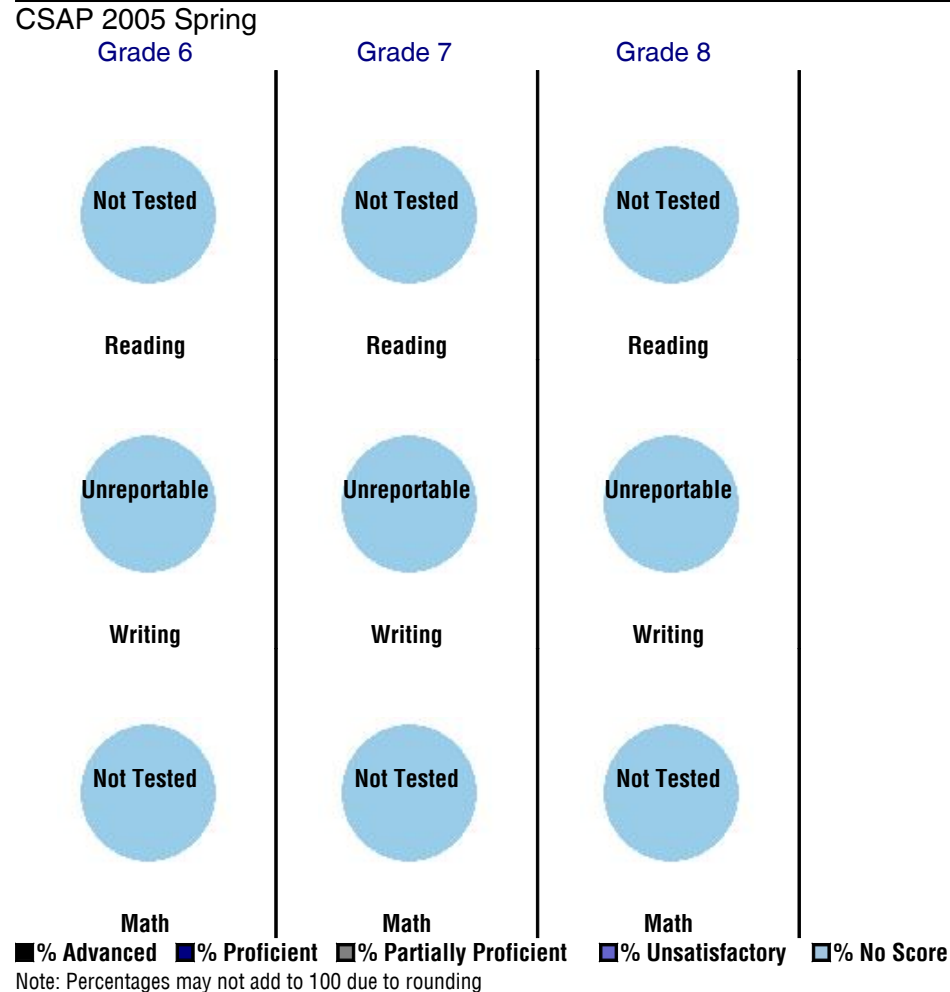 CSAP 2005 Spring
Grade 6 Grade 7 Grade 8
Not Tested Not Tested Not Tested
Reading Reading Reading
Unreportable Unreportable Unreportable
Writing Writing Writing
Not Tested Not Tested Not Tested
Math Math Math
% Advanced % Proficient % Partially Proficient % Unsatisfactory % No Score
Note: Percentages may not add to 100 due to rounding